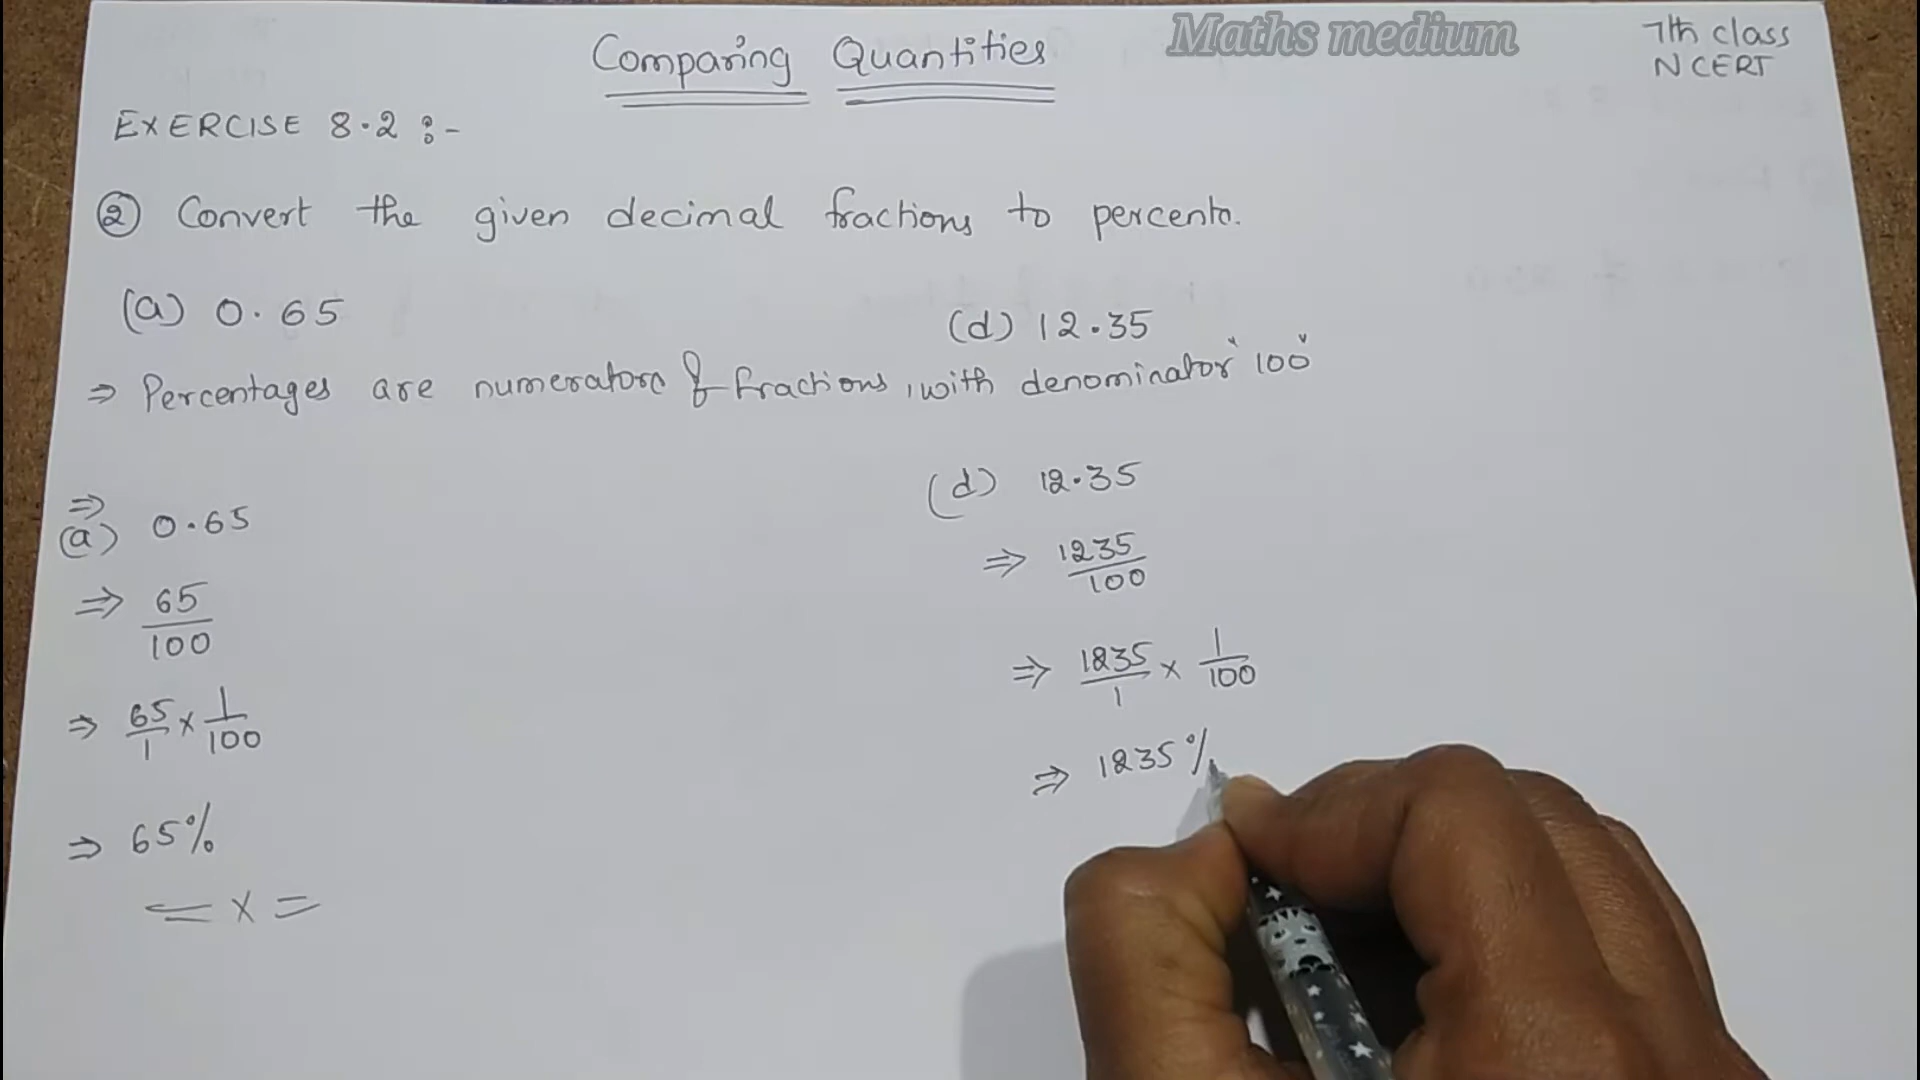 Maths medium
7th class
NCERT
Comparing Quantities
EXERCISE 8.2 :-
② Convert the given decimal fractions to percents.
(a) 0.65
(d) 12.35
⇒ Percentages are numerators of fractions, with denominator "100"
⇒
(a) 0.65
⇒ 65/100
⇒ 65/1 × 1/100
⇒ 65%
= x =
(d) 12.35
⇒ 1235/100
⇒ 1235/1 × 1/100
⇒ 1235%